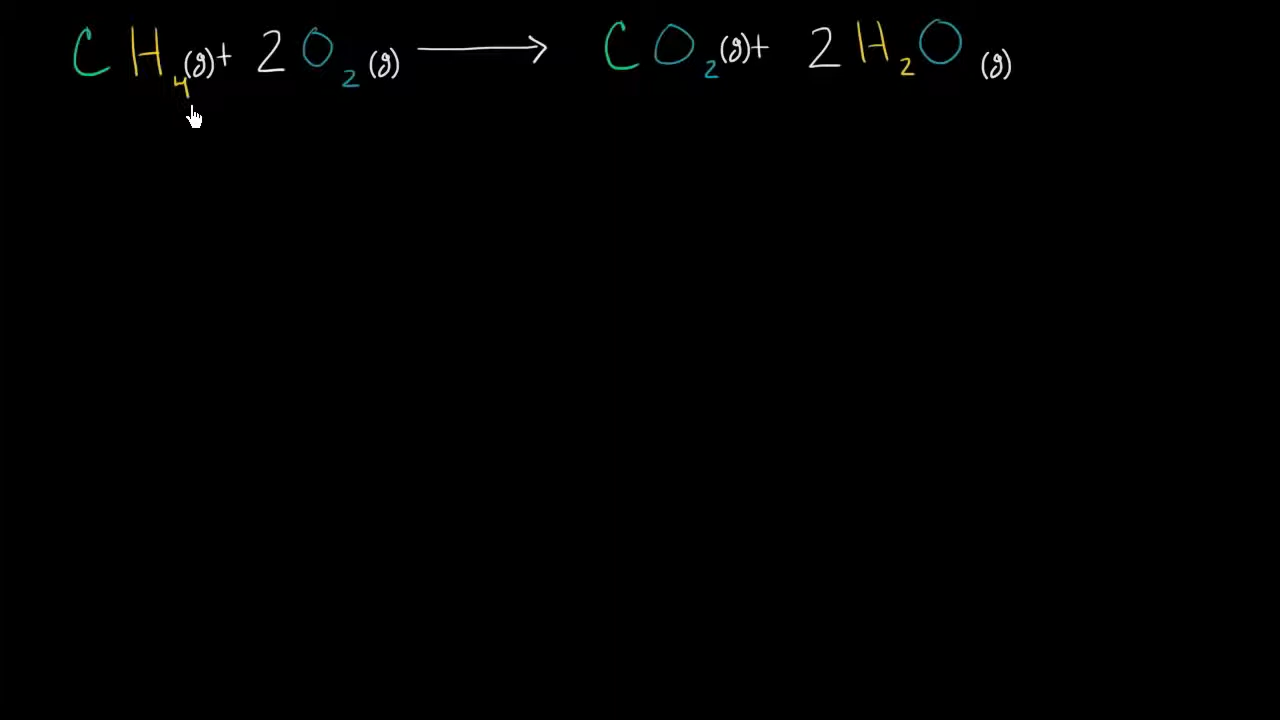 CH₄(g) + 2O₂(g) ⟶ CO₂(g) + 2H₂O(g)